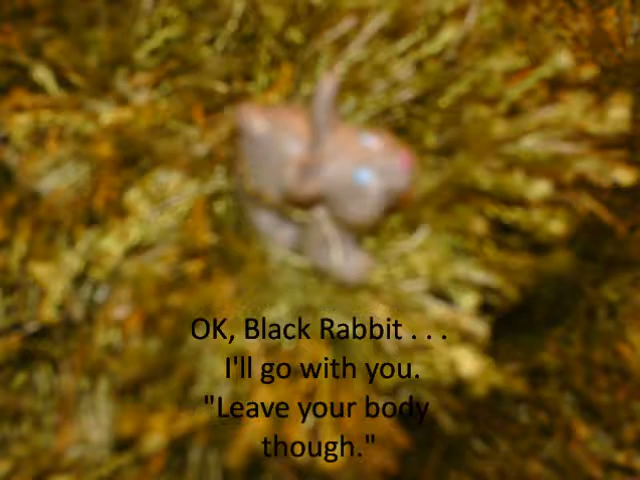 OK, Black Rabbit . . .
I'll go with you.
"Leave your body
though."